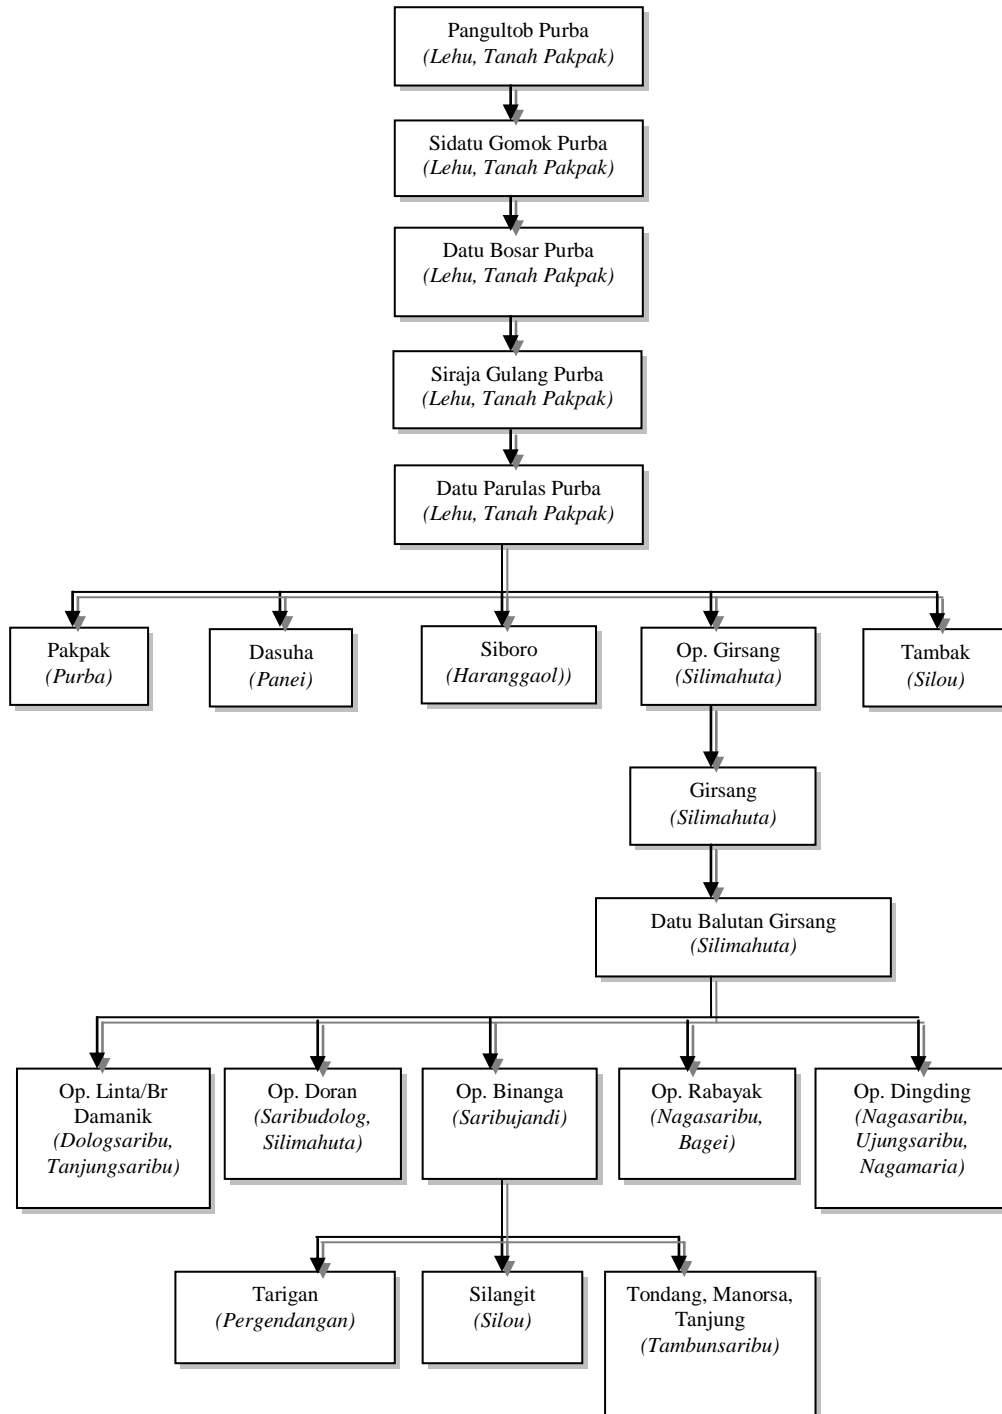 Pangultob Purba
(Lehu, Tanah Pakpak)
Sidatu Gomok Purba
(Lehu, Tanah Pakpak)
Datu Bosar Purba
(Lehu, Tanah Pakpak)
Siraja Gulang Purba
(Lehu, Tanah Pakpak)
Datu Parulas Purba
(Lehu, Tanah Pakpak)
Pakpak
(Purba)
Dasuha
(Panei)
Siboro
(Haranggaol))
Op. Girsang
(Silimahuta)
Tambak
(Silou)
Girsang
(Silimahuta)
Datu Balutan Girsang
(Silimahuta)
Op. Linta/Br
Damanik
(Dologsaribu,
Tanjungsaribu)
Op. Doran
(Saribudolog,
Silimahuta)
Op. Binanga
(Saribujandi)
Op. Rabayak
(Nagasaribu,
Bagei)
Op. Dingding
(Nagasaribu,
Ujungsaribu,
Nagamaria)
Tarigan
(Pergendangan)
Silangit
(Silou)
Tondang, Manorsa,
Tanjung
(Tambunsaribu)